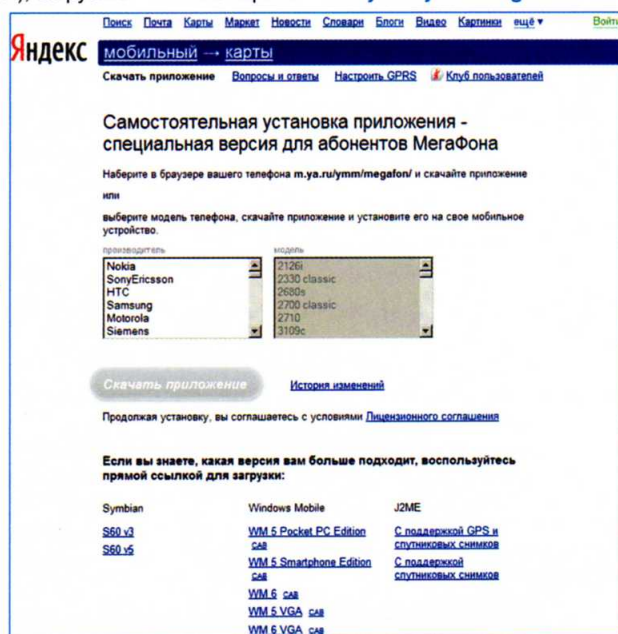 Поиск Почта Карты Маркет Новости Словари Блоги Видео Картинки ещё ▼ Войти
Яндекс мобильный → карты
Скачать приложение Вопросы и ответы Настроить GPRS Клуб пользователей
Самостоятельная установка приложения -
специальная версия для абонентов МегаФона
Наберите в браузере вашего телефона m.ya.ru/ymm/megafon/ и скачайте приложение
или
выберите модель телефона, скачайте приложение и установите его на свое мобильное
устройство.
производитель модель
Nokia 2126i
SonyEricsson 2330 classic
HTC 2680s
Samsung 2700 classic
Motorola 2710
Siemens 3109c
Скачать приложение История изменений
Продолжая установку, вы соглашаетесь с условиями Лицензионного соглашения
Если вы знаете, какая версия вам больше подходит, воспользуйтесь
прямой ссылкой для загрузки:
Symbian Windows Mobile J2ME
S60 v3 WM 5 Pocket PC Edition С поддержкой GPS и
CAB спутниковых снимков
S60 v5 WM 5 Smartphone Edition С поддержкой
CAB спутниковых снимков
WM 6 CAB
WM 5 VGA CAB
WM 6 VGA CAB